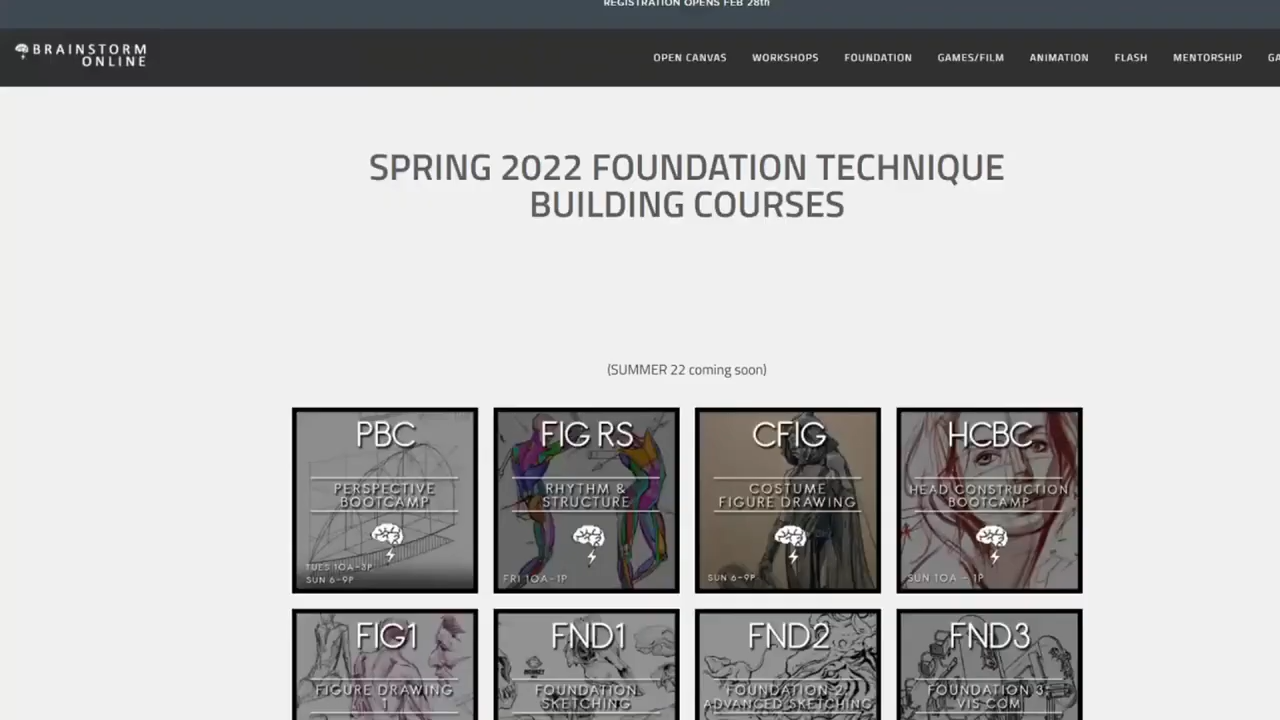 REGISTRATION OPENS FEB 28th
BRAINSTORM
ONLINE
OPEN CANVAS WORKSHOPS FOUNDATION GAMES/FILM ANIMATION FLASH MENTORSHIP GA
SPRING 2022 FOUNDATION TECHNIQUE
BUILDING COURSES
(SUMMER 22 coming soon)
PBC
PERSPECTIVE
BOOTCAMP
TUES 10A-3P
SUN 6-9P
FIG RS
RHYTHM &
STRUCTURE
FRI 10A-1P
CFIG
COSTUME
FIGURE DRAWING
SUN 6-9P
HCBC
HEAD CONSTRUCTION
BOOTCAMP
SUN 10A - 1P
FIG1
FIGURE DRAWING
1
FND1
FOUNDATION
SKETCHING
FND2
FOUNDATION 2:
ADVANCED SKETCHING
FND3
FOUNDATION 3:
VIS COM